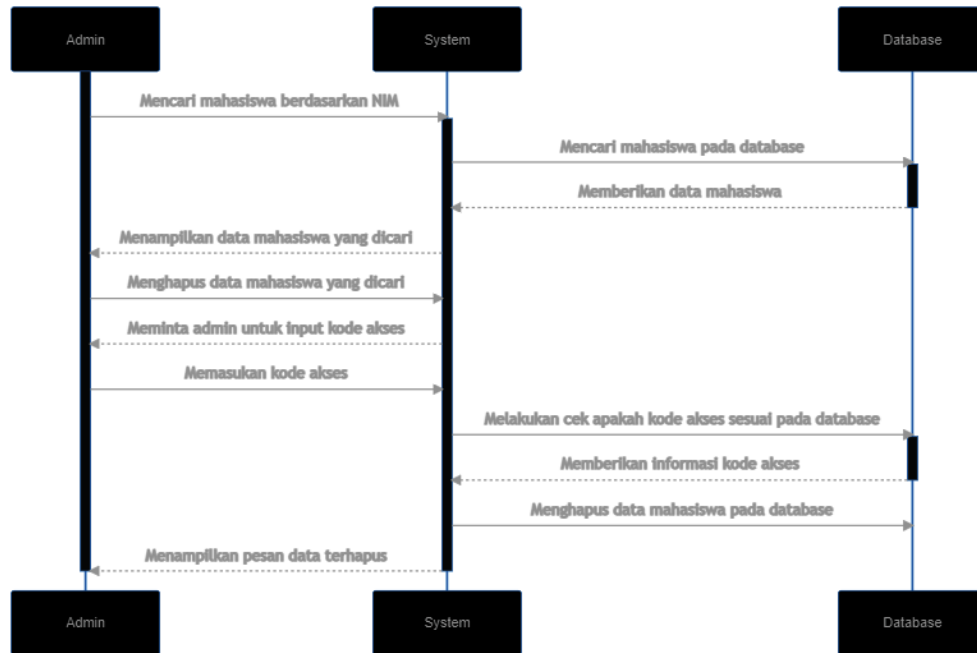 Admin
System
Database
Mencari mahasiswa berdasarkan NIM
Mencari mahasiswa pada database
Memberikan data mahasiswa
Menampilkan data mahasiswa yang dicari
Menghapus data mahasiswa yang dicari
Meminta admin untuk input kode akses
Memasukan kode akses
Melakukan cek apakah kode akses sesuai pada database
Memberikan informasi kode akses
Menghapus data mahasiswa pada database
Menampilkan pesan data terhapus
Admin
System
Database